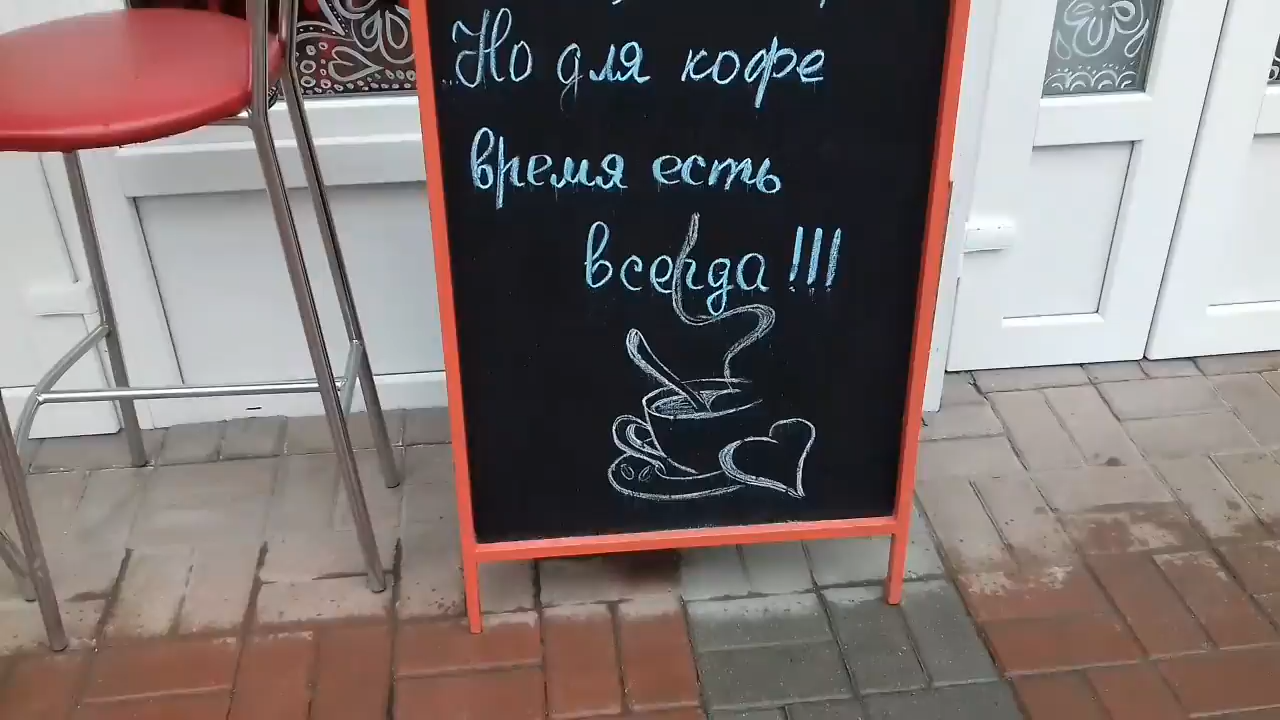 Но для кофе
время есть
всегда!!!